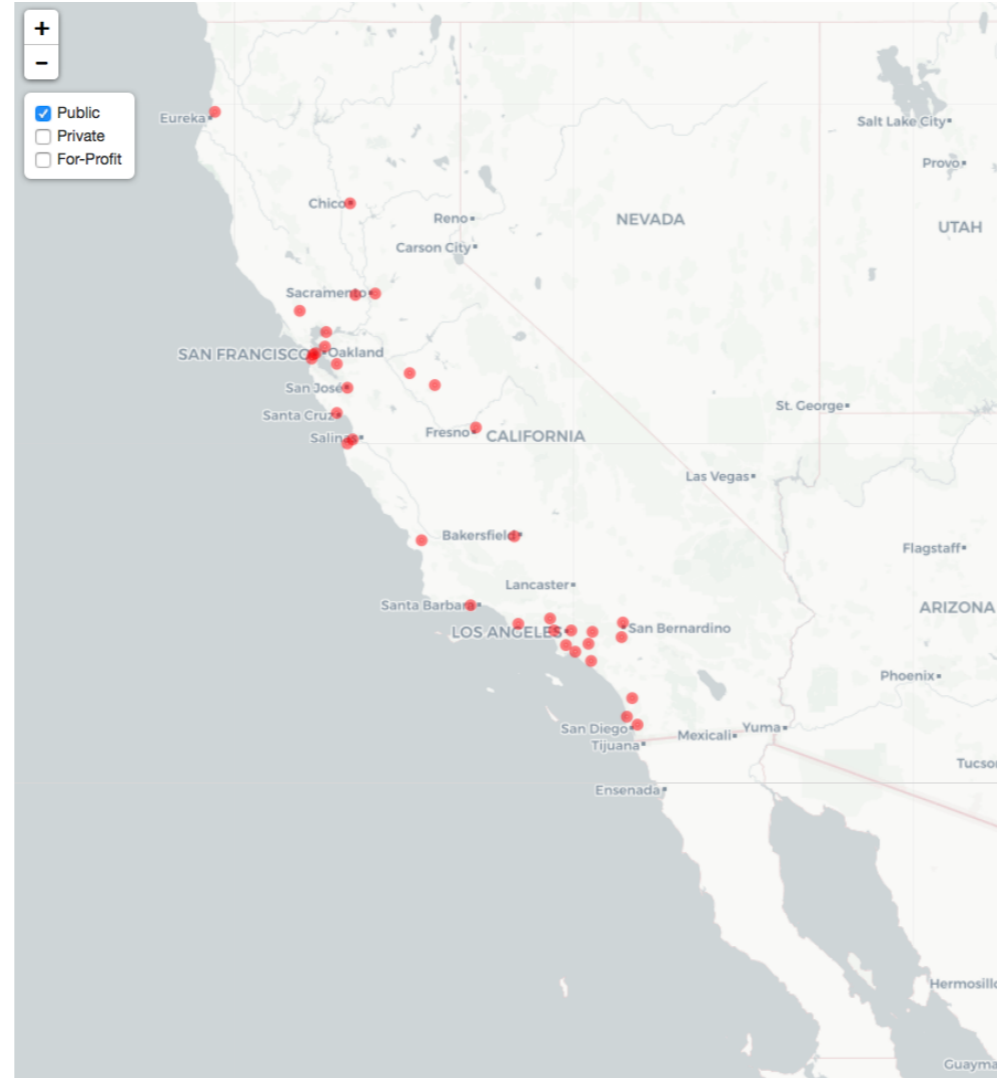 +
−
Public
Private
For-Profit
Eureka
Salt Lake City
Provo
Chico
Reno
NEVADA
UTAH
Carson City
Sacramento
SAN FRANCISCO
Oakland
San José
St. George
Santa Cruz
Salinas
Fresno
CALIFORNIA
Las Vegas
Bakersfield
Flagstaff
Lancaster
Santa Barbara
ARIZONA
LOS ANGELES
San Bernardino
Phoenix
San Diego
Mexicali
Yuma
Tijuana
Tucso
Ensenada
Hermosillo
Guayma